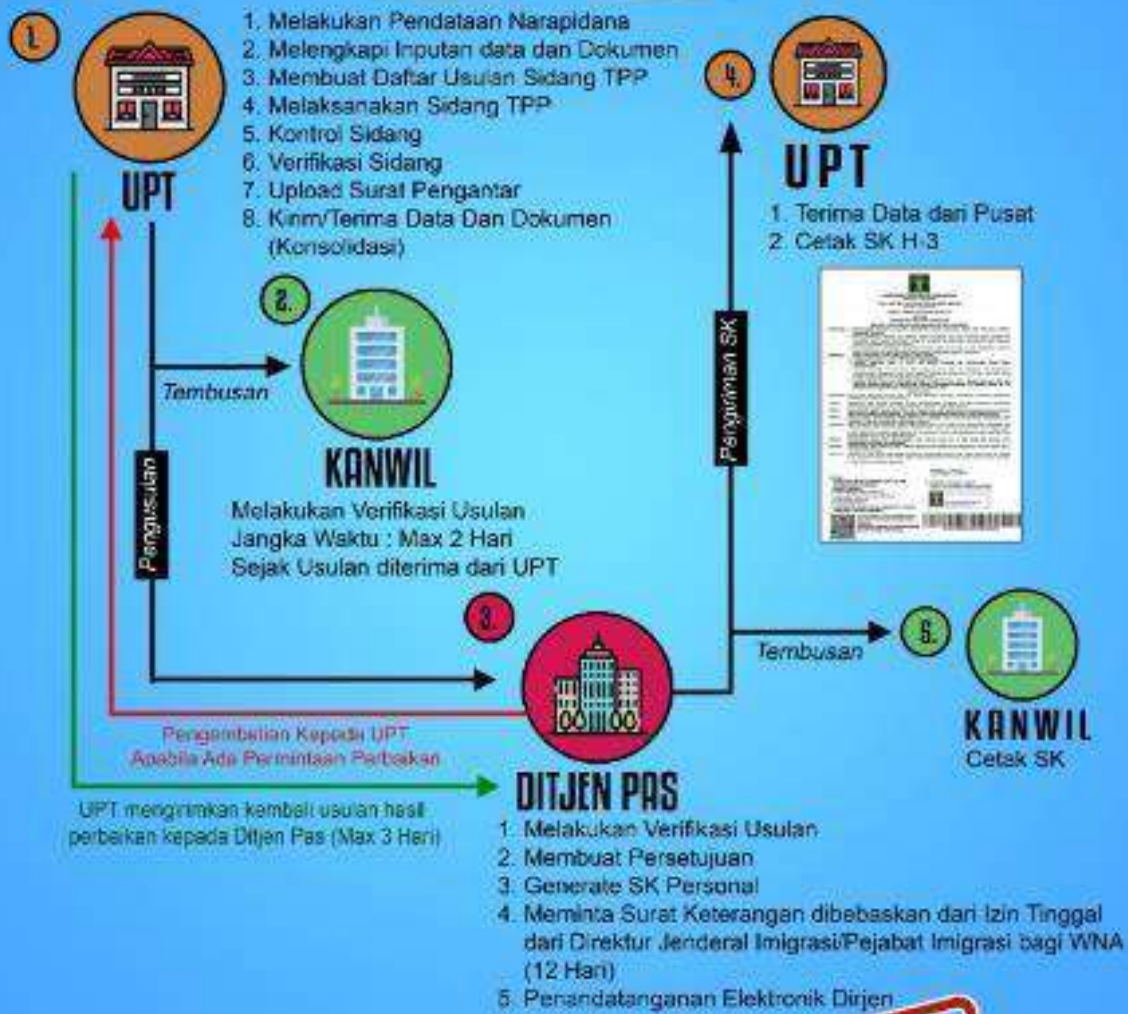 1.
UPT
1. Melakukan Pendataan Narapidana
2. Melengkapi Inputan data dan Dokumen
3. Membuat Daftar Usulan Sidang TPP
4. Melaksanakan Sidang TPP
5. Kontrol Sidang
6. Verifikasi Sidang
7. Upload Surat Pengantar
8. Kirim/Terima Data Dan Dokumen
(Konsolidasi)
2.
Tembusan
KANWIL
Melakukan Verifikasi Usulan
Jangka Waktu : Max 2 Hari
Sejak Usulan diterima dari UPT
Pengusulan
3.
DITJEN PAS
1. Melakukan Verifikasi Usulan
2. Membuat Persetujuan
3. Generate SK Personal
4. Meminta Surat Keterangan dibebaskan dari Izin Tinggal
dari Direktur Jenderal Imigrasi/Pejabat Imigrasi bagi WNA
(12 Hari)
5. Penandatanganan Elektronik Dirjen
Pengembalian Kepada UPT
Apabila Ada Permintaan Perbaikan
UPT mengirimkan kembali usulan hasil
perbaikan kepada Ditjen Pas (Max 3 Hari)
4.
UPT
1. Terima Data dari Pusat
2. Cetak SK H-3
Pengiriman SK
Tembusan
5.
KANWIL
Cetak SK